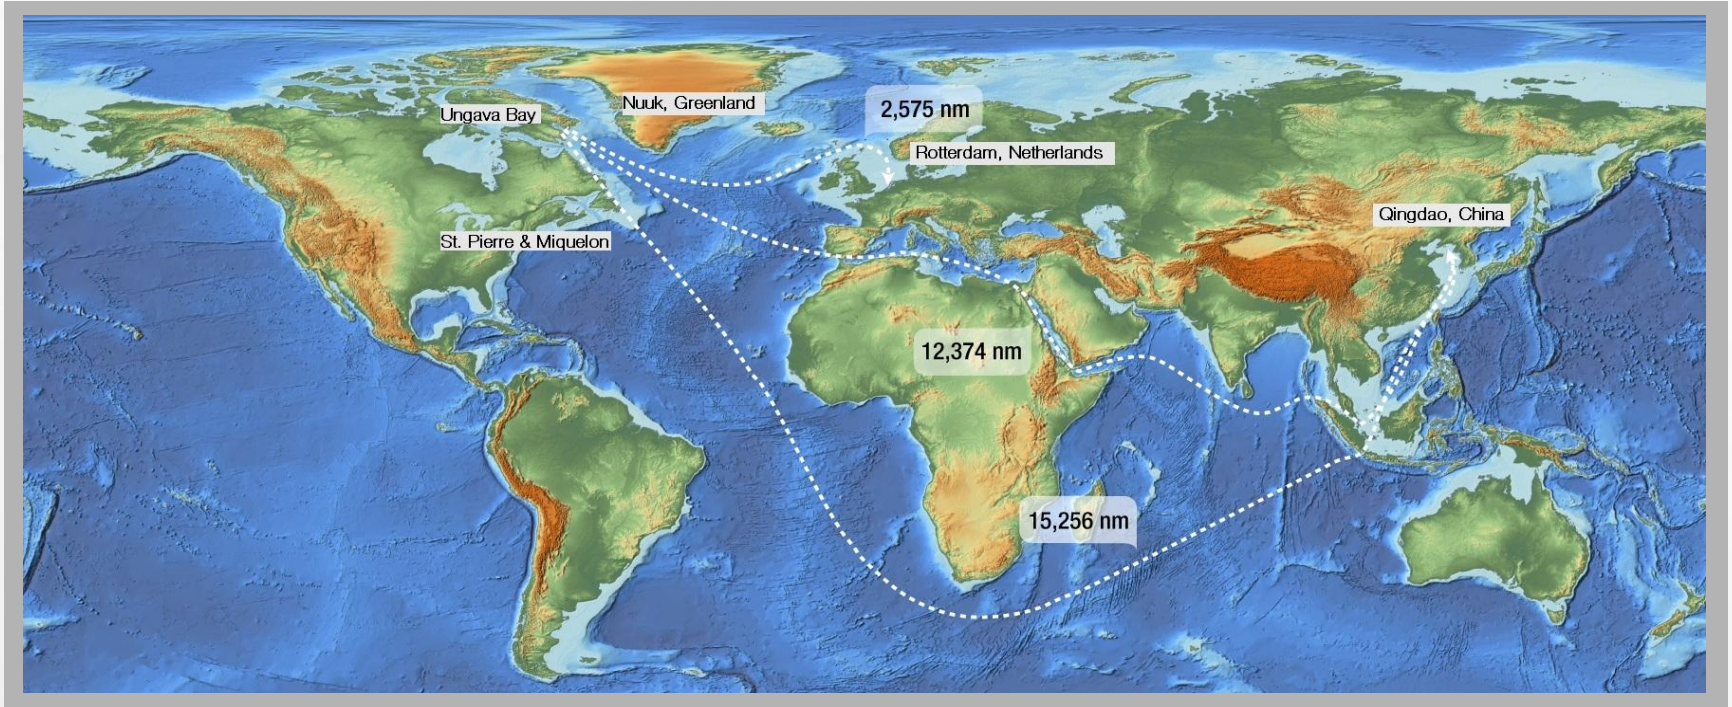 Nuuk, Greenland
Ungava Bay
2,575 nm
Rotterdam, Netherlands
Qingdao, China
St. Pierre & Miquelon
12,374 nm
15,256 nm